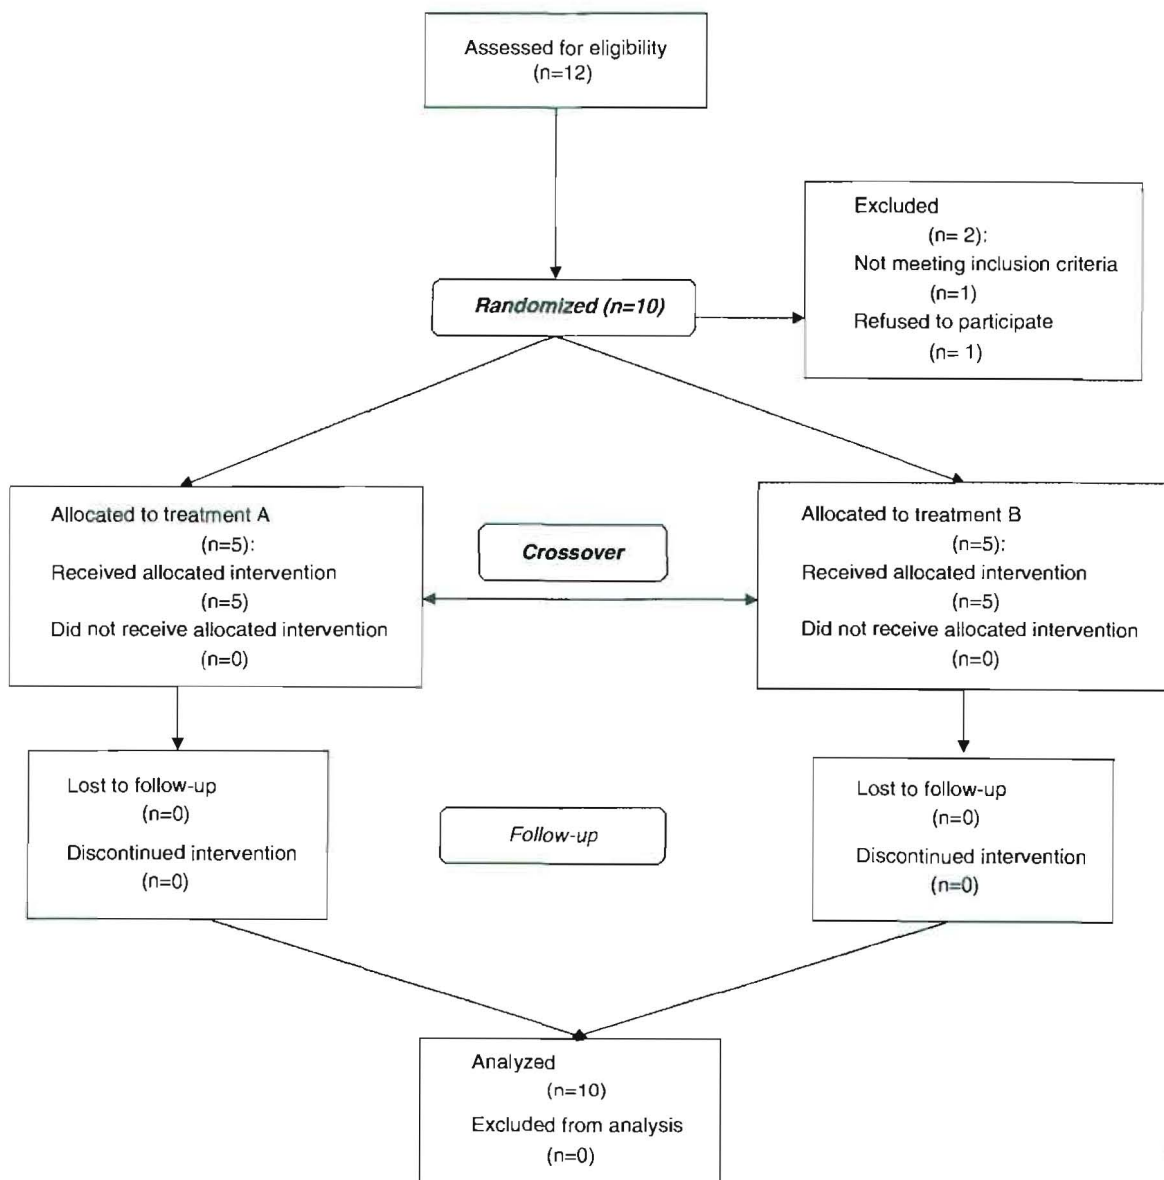 Assessed for eligibility
(n=12)
Excluded
(n= 2):
Not meeting inclusion criteria
(n=1)
Refused to participate
(n= 1)
Randomized (n=10)
Allocated to treatment A
(n=5):
Received allocated intervention
(n=5)
Did not receive allocated intervention
(n=0)
Crossover
Allocated to treatment B
(n=5):
Received allocated intervention
(n=5)
Did not receive allocated intervention
(n=0)
Lost to follow-up
(n=0)
Discontinued intervention
(n=0)
Follow-up
Lost to follow-up
(n=0)
Discontinued intervention
(n=0)
Analyzed
(n=10)
Excluded from analysis
(n=0)